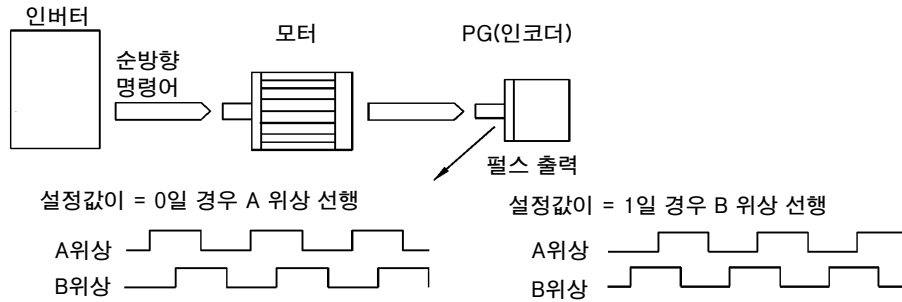 인버터
모터
PG(인코더)
순방향
명령어
펄스 출력
설정값이 = 0일 경우 A 위상 선행
설정값이 = 1일 경우 B 위상 선행
A위상
B위상
A위상
B위상